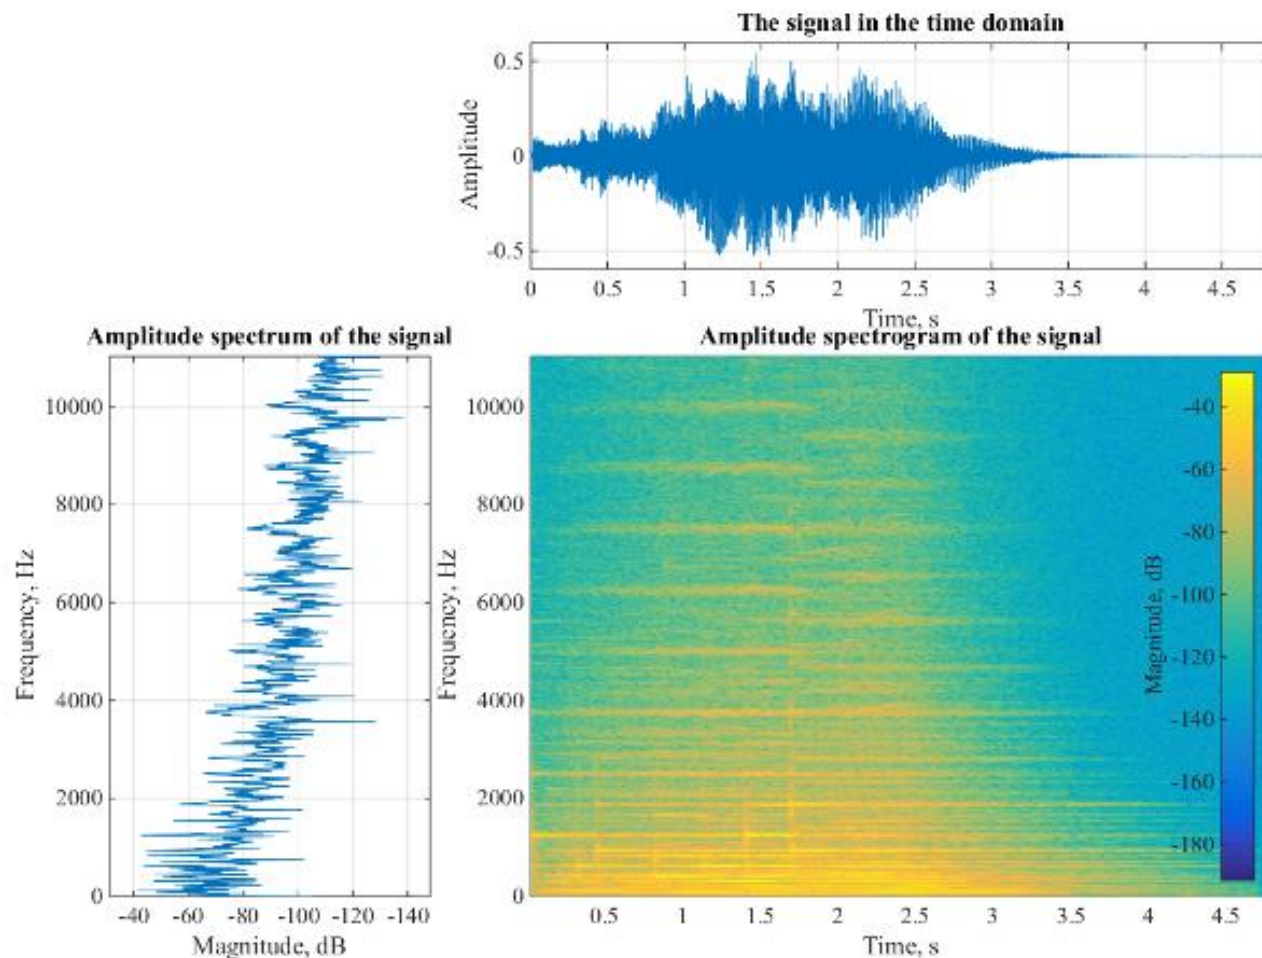 The signal in the time domain
0.5
0
-0.5
Amplitude
0 0.5 1 1.5 2 2.5 3 3.5 4 4.5
Time, s
Amplitude spectrum of the signal
10000
8000
6000
4000
2000
0
Frequency, Hz
-40 -60 -80 -100 -120 -140
Magnitude, dB
Amplitude spectrogram of the signal
10000
8000
6000
4000
2000
0
Frequency, Hz
0.5 1 1.5 2 2.5 3 3.5 4 4.5
Time, s
-40
-60
-80
-100
-120
-140
-160
-180
Magnitude, dB